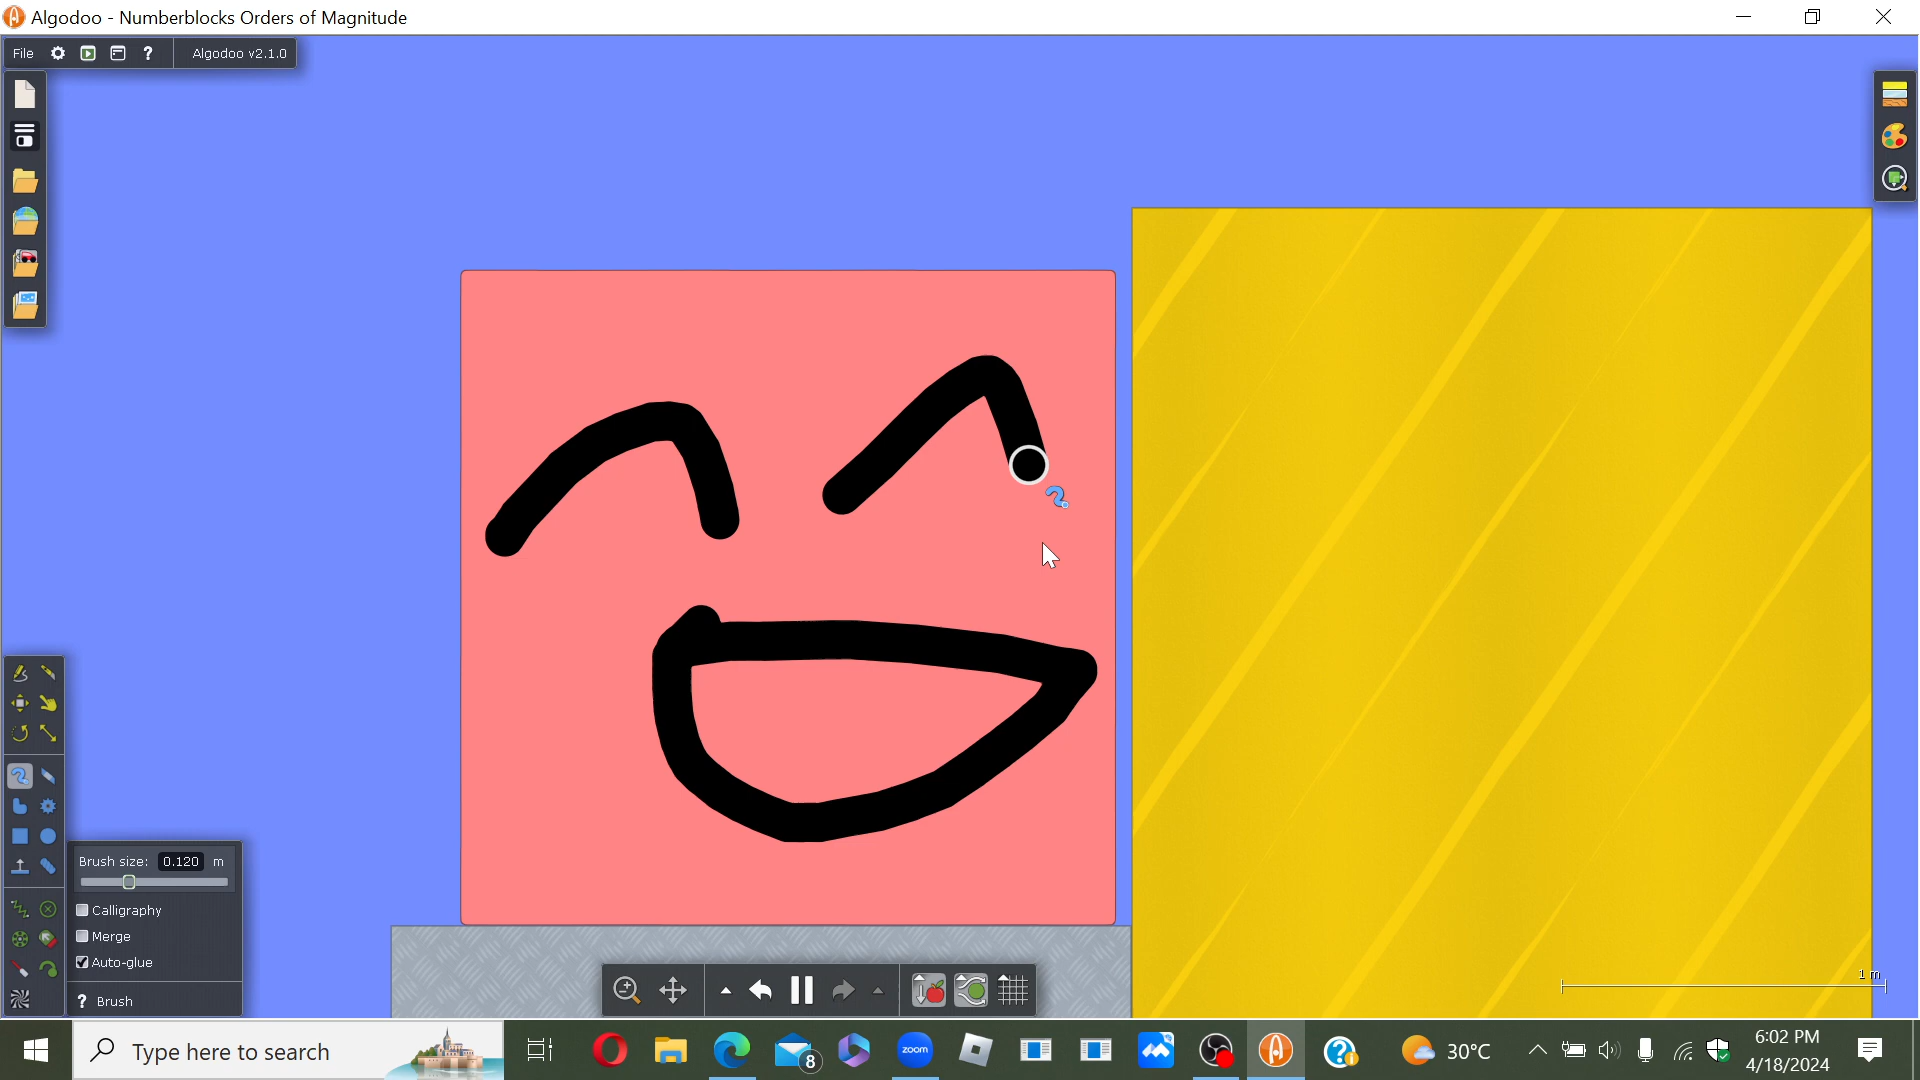 Algodoo - Numberblocks Orders of Magnitude
File ? Algodoo v2.1.0
Brush size: 0.120 m
Calligraphy
Merge
Auto-glue
? Brush
1 m
Type here to search
8
zoom
30°C
6:02 PM
4/18/2024